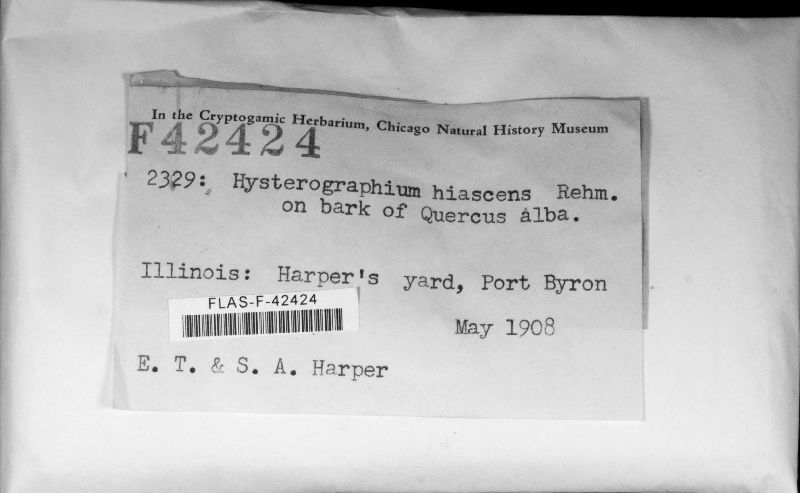 In the Cryptogamic Herbarium, Chicago Natural History Museum
F42424
2329: Hysterographium hiascens Rehm.
on bark of Quercus alba.
Illinois: Harper's yard, Port Byron
FLAS-F-42424
May 1908
E. T. & S. A. Harper